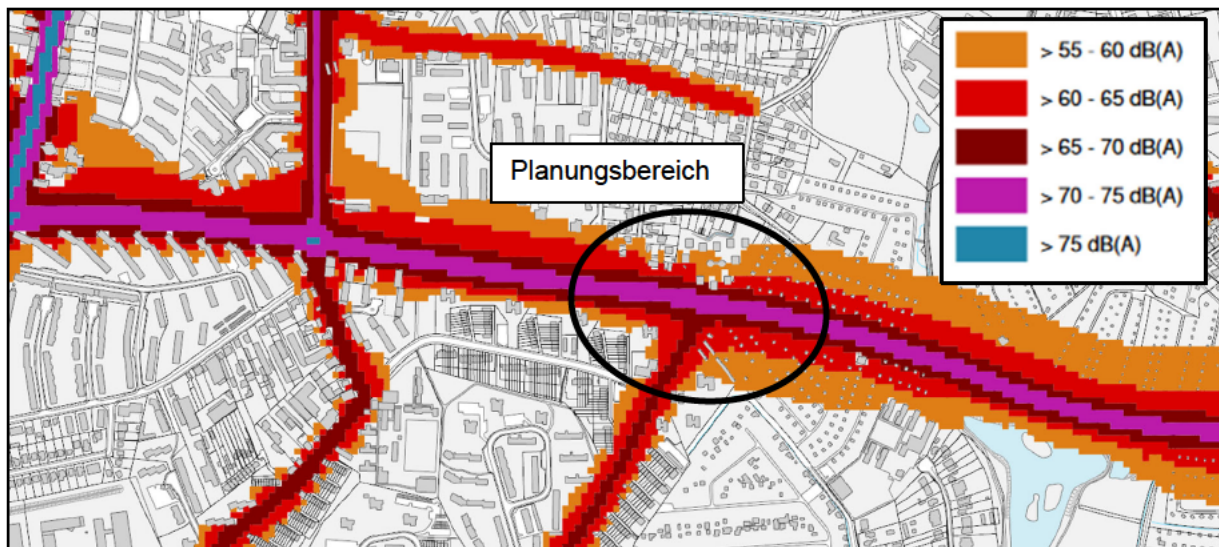 > 55 - 60 dB(A)
> 60 - 65 dB(A)
> 65 - 70 dB(A)
> 70 - 75 dB(A)
> 75 dB(A)
Planungsbereich